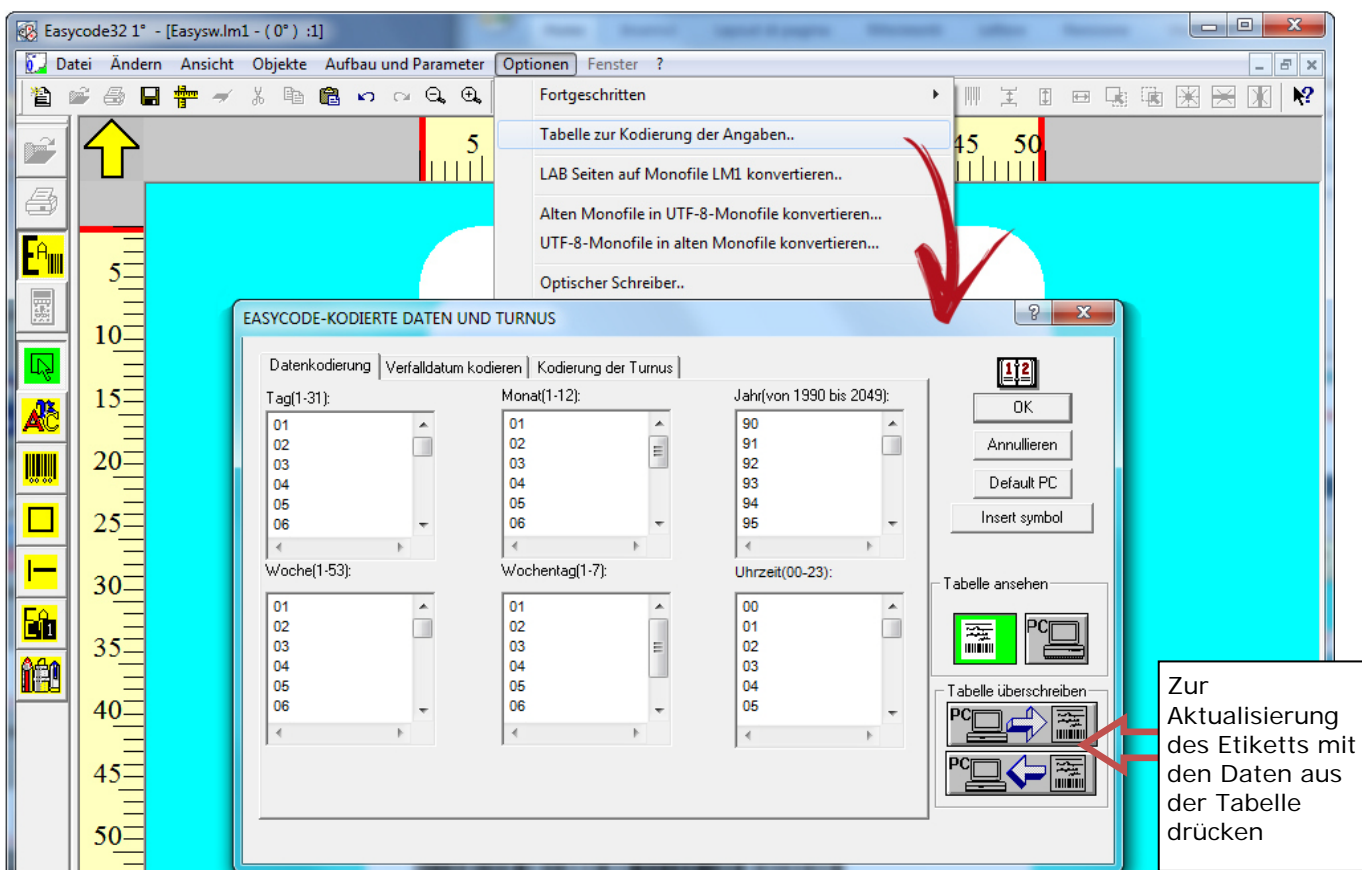 Easycode32 1° - [Easysw.lm1 - ( 0° ) :1]
Datei Ändern Ansicht Objekte Aufbau und Parameter Optionen Fenster ?
Fortgeschritten
Tabelle zur Kodierung der Angaben..
LAB Seiten auf Monofile LM1 konvertieren..
Alten Monofile in UTF-8-Monofile konvertieren...
UTF-8-Monofile in alten Monofile konvertieren...
Optischer Schreiber..
5 45 50
5
10
15
20
25
30
35
40
45
50
EASYCODE-KODIERTE DATEN UND TURNUS
Datenkodierung Verfalldatum kodieren Kodierung der Turnus
Tag(1-31):
01
02
03
04
05
06
Monat(1-12):
01
02
03
04
05
06
Jahr(von 1990 bis 2049):
90
91
92
93
94
95
Woche(1-53):
01
02
03
04
05
06
Wochentag(1-7):
01
02
03
04
05
06
Uhrzeit(00-23):
00
01
02
03
04
05
1 2
OK
Annullieren
Default PC
Insert symbol
Tabelle ansehen
PC
Tabelle überschreiben
PC
PC
Zur
Aktualisierung
des Etiketts mit
den Daten aus
der Tabelle
drücken